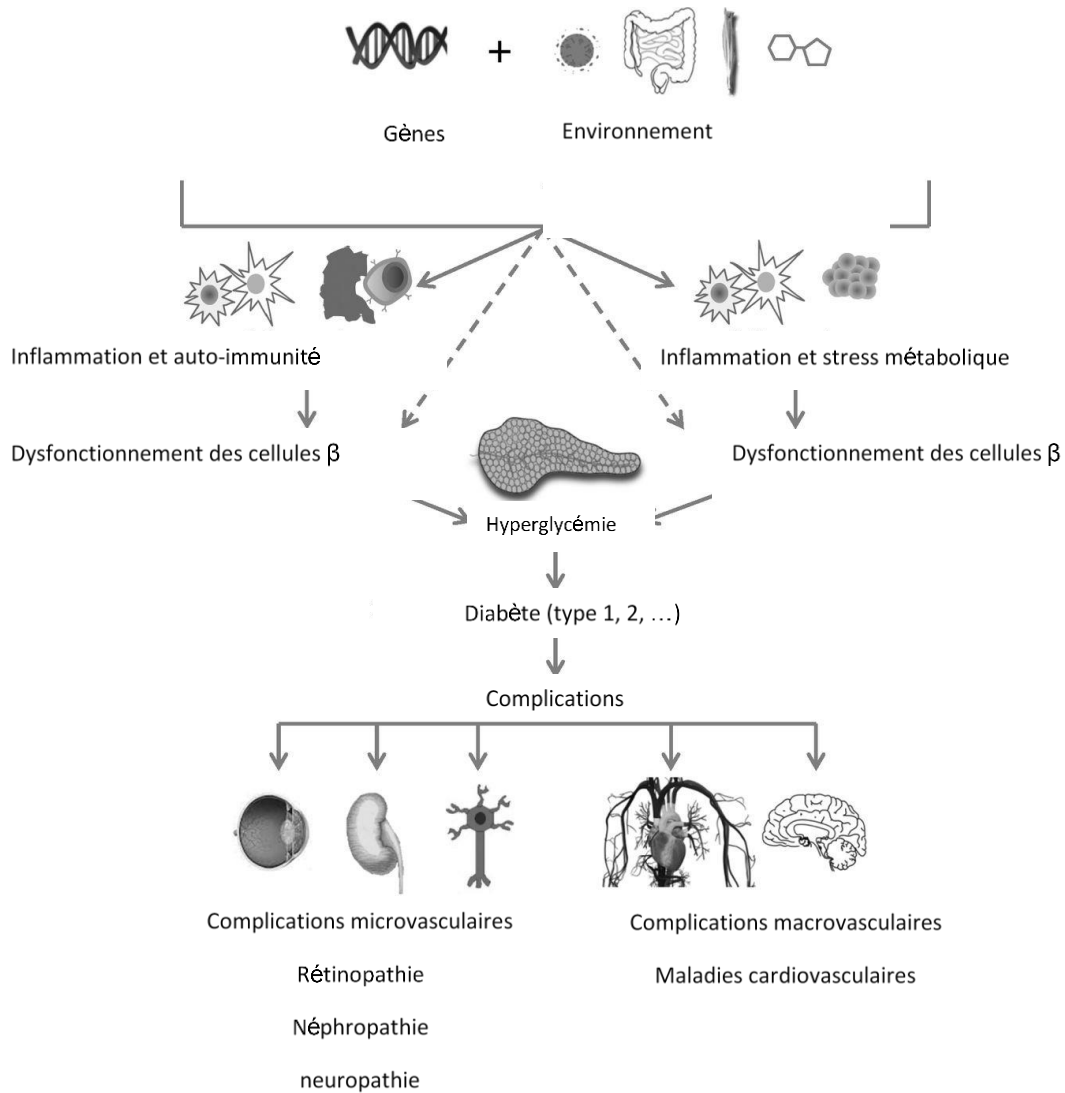 +
Gènes
Environnement
Inflammation et auto-immunité
Inflammation et stress métabolique
Dysfonctionnement des cellules β
Dysfonctionnement des cellules β
Hyperglycémie
Diabète (type 1, 2, …)
Complications
Complications microvasculaires
Complications macrovasculaires
Rétinopathie
Maladies cardiovasculaires
Néphropathie
neuropathie